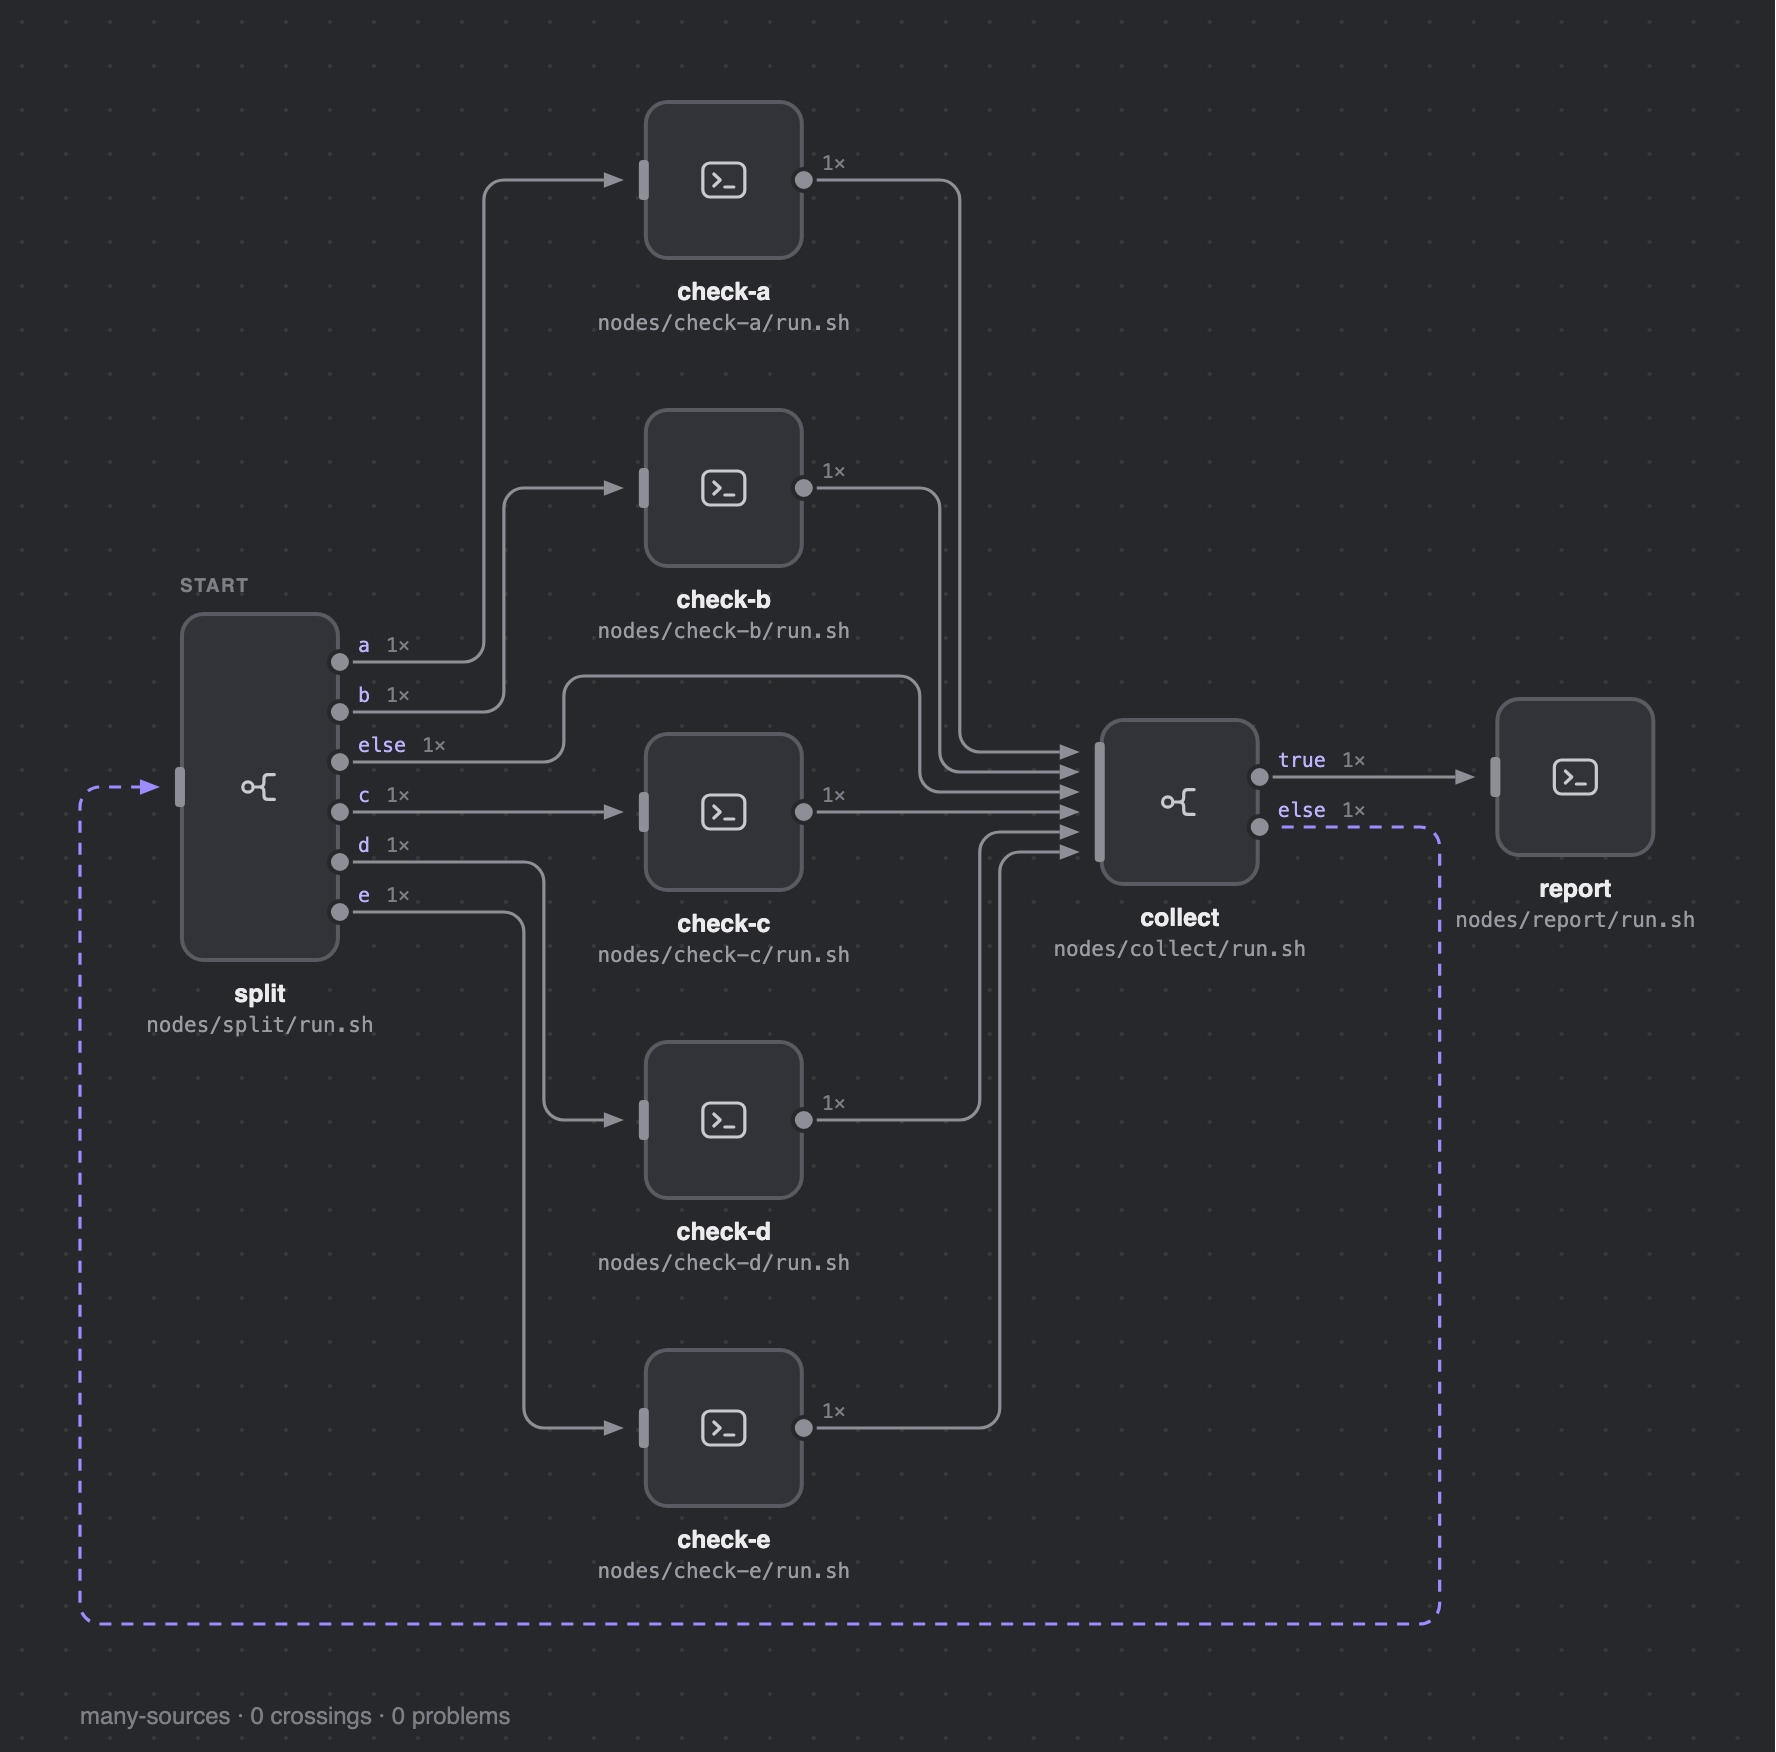 1×
check-a
nodes/check-a/run.sh
1×
check-b
nodes/check-b/run.sh
START
a 1×
b 1×
else 1×
c 1×
d 1×
e 1×
split
nodes/split/run.sh
1×
check-c
nodes/check-c/run.sh
true 1×
else 1×
collect
nodes/collect/run.sh
report
nodes/report/run.sh
1×
check-d
nodes/check-d/run.sh
1×
check-e
nodes/check-e/run.sh
many-sources · 0 crossings · 0 problems